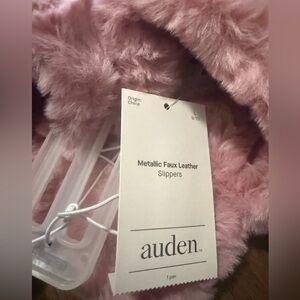 Origin:
China
Metallic Faux Leather
Slippers
auden
1 pair